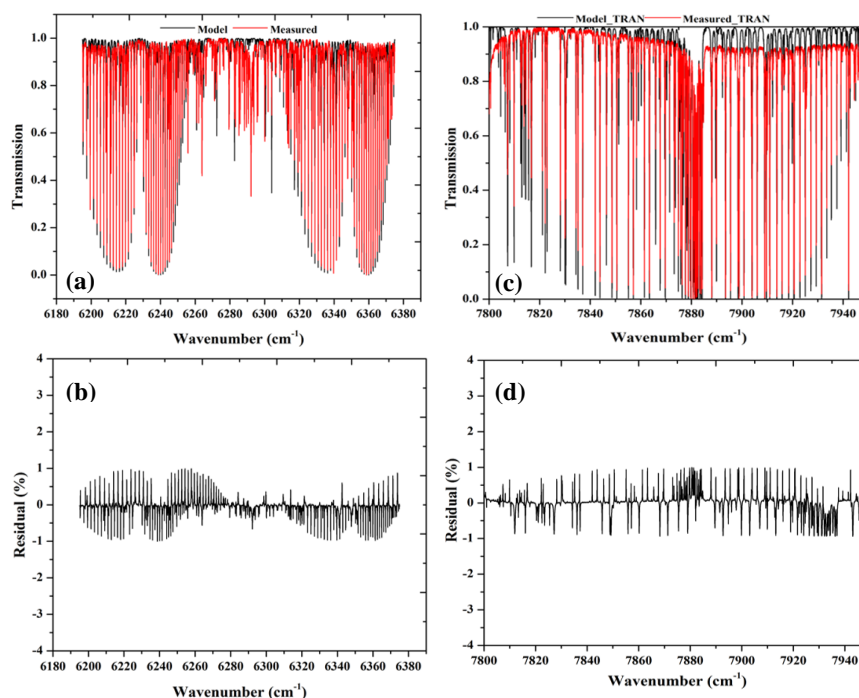 Model Measured
Transmission
1.0
0.8
0.6
0.4
0.2
0.0
(a)
6180 6200 6220 6240 6260 6280 6300 6320 6340 6360 6380
Wavenumber (cm-1)
Model_TRAN Measured_TRAN
Transmission
1.0
0.8
0.6
0.4
0.2
0.0
(c)
7800 7820 7840 7860 7880 7900 7920 7940
Wavenumber (cm-1)
Residual (%)
4
3
2
1
0
-1
-2
-3
-4
(b)
6180 6200 6220 6240 6260 6280 6300 6320 6340 6360 6380
Wavenumber (cm-1)
Residual (%)
4
3
2
1
0
-1
-2
-3
-4
(d)
7800 7820 7840 7860 7880 7900 7920 7940
Wavenumber (cm-1)